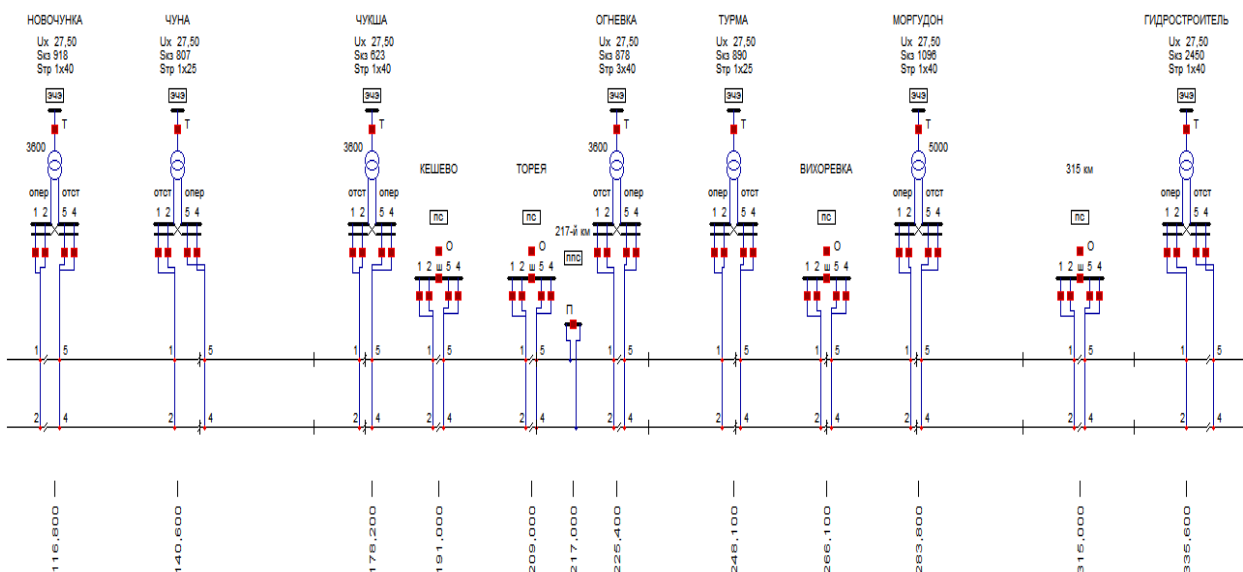 НОВОЧУНКА
Uх 27,50
Sкз 918
Sтр 1х40
ЧУНА
Uх 27,50
Sкз 807
Sтр 1х25
ЧУКША
Uх 27,50
Sкз 623
Sтр 1х40
ОГНЕВКА
Uх 27,50
Sкз 878
Sтр 3х40
ТУРМА
Uх 27,50
Sкз 890
Sтр 1х25
МОРГУДОН
Uх 27,50
Sкз 1096
Sтр 1х40
ГИДРОСТРОИТЕЛЬ
Uх 27,50
Sкз 2450
Sтр 1х40
ЭЧЭ ЭЧЭ ЭЧЭ ЭЧЭ ЭЧЭ ЭЧЭ ЭЧЭ
Т Т Т Т Т Т Т
3600 3600 3600 5000
КЕШЕВО ТОРЕЯ ВИХОРЕВКА 315 км
опер отст отст опер отст опер отст опер опер отст отст опер опер отст
1 2 5 4 1 2 5 4 1 2 5 4 1 2 5 4 1 2 5 4 1 2 5 4 1 2 5 4
пс пс пс пс
217-й км
ппс
О О О О
1 2 ш 5 4 1 2 ш 5 4 1 2 ш 5 4 1 2 ш 5 4
П
1 5 1 5 1 5 1 5 1 5 1 5 1 5 1 5 1 5 1 5 1 5
2 4 2 4 2 4 2 4 2 4 2 4 2 4 2 4 2 4 2 4 2 4
116,800
140,600
178,200
191,000
209,000
217,000
225,400
248,100
266,100
283,800
315,000
335,600